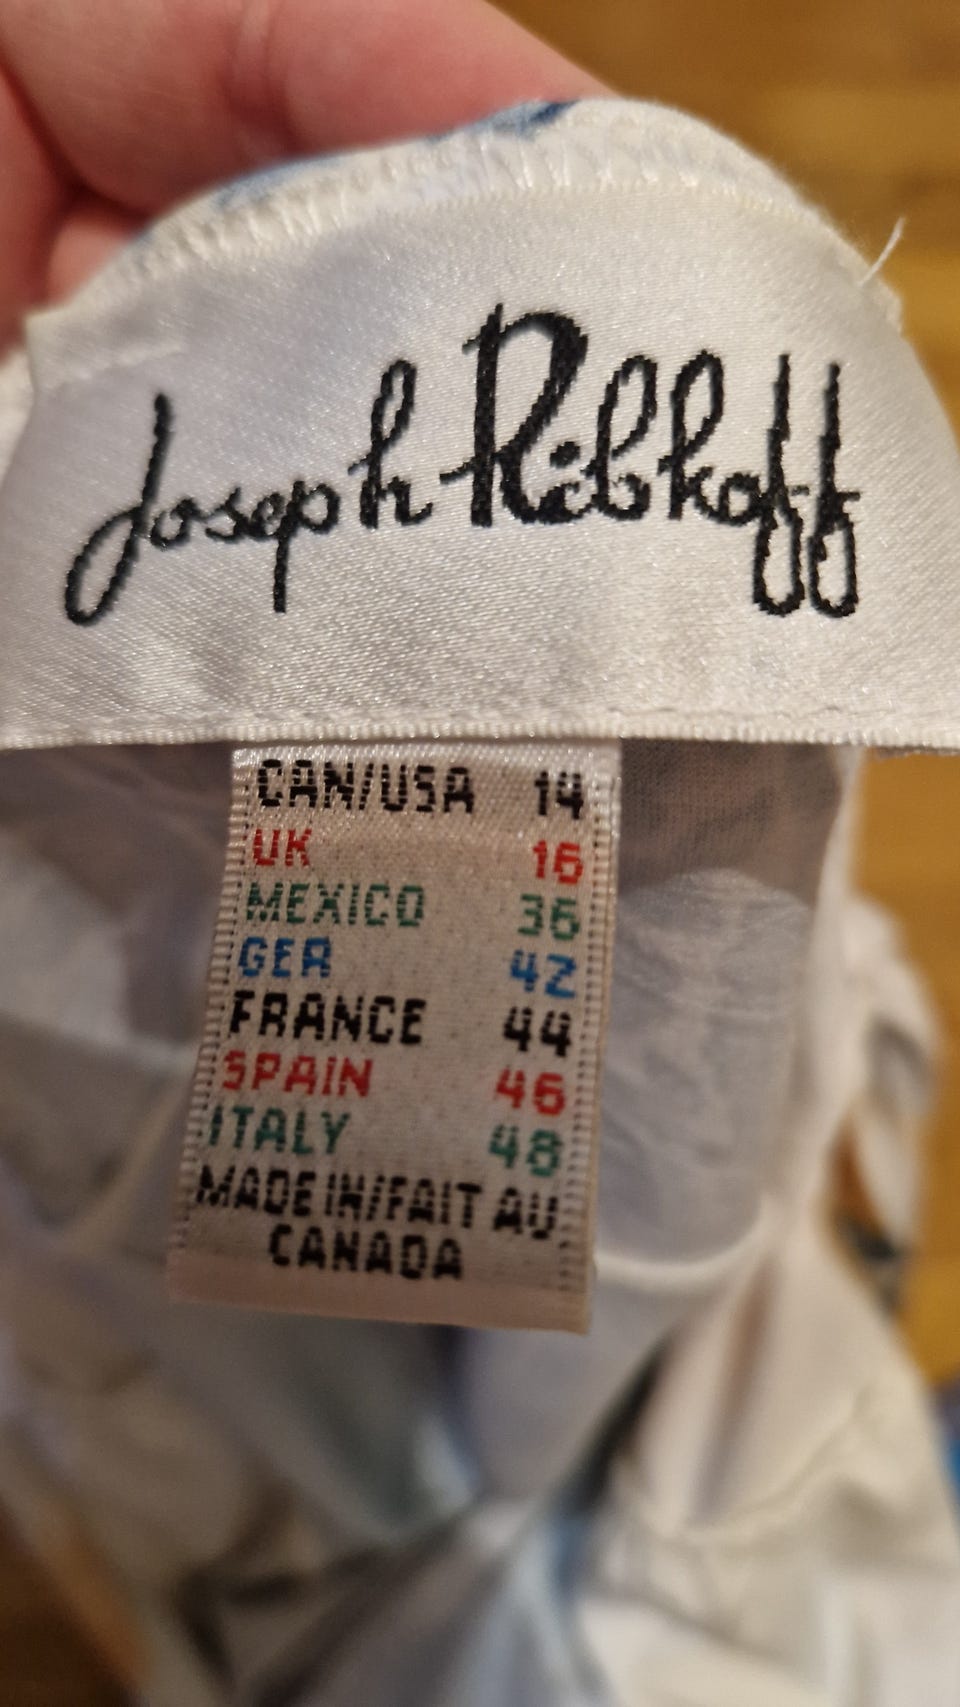 Joseph Ribkoff
CAN/USA 14
UK 16
MEXICO 36
GER 42
FRANCE 44
SPAIN 46
ITALY 48
MADE IN/FAIT AU
CANADA